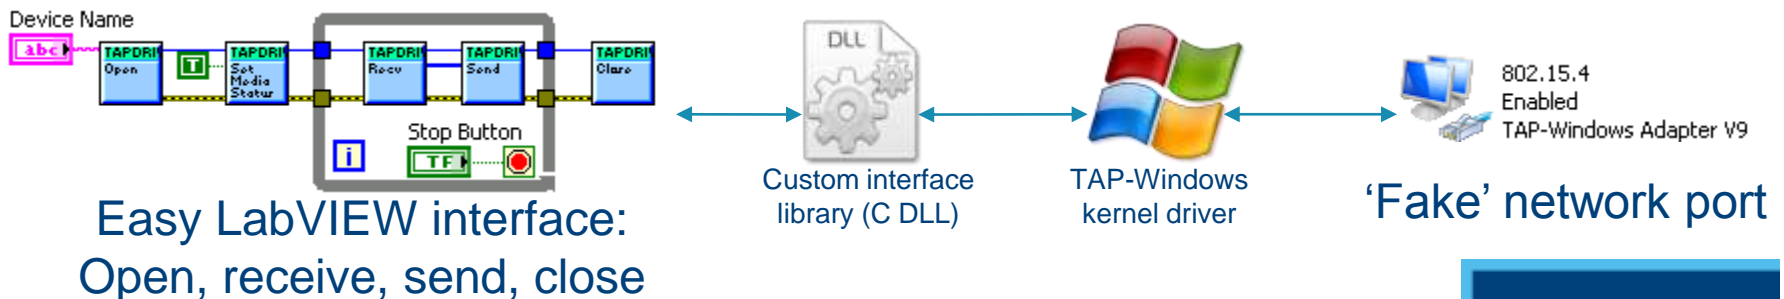 Device Name
abc
TAPDRI
Open
T
TAPDRI
Set
Media
Status
TAPDRI
Recv
TAPDRI
Send
TAPDRI
Close
i
Stop Button
TF
Easy LabVIEW interface:
Open, receive, send, close
DLL
Custom interface
library (C DLL)
TAP-Windows
kernel driver
802.15.4
Enabled
TAP-Windows Adapter V9
‘Fake’ network port